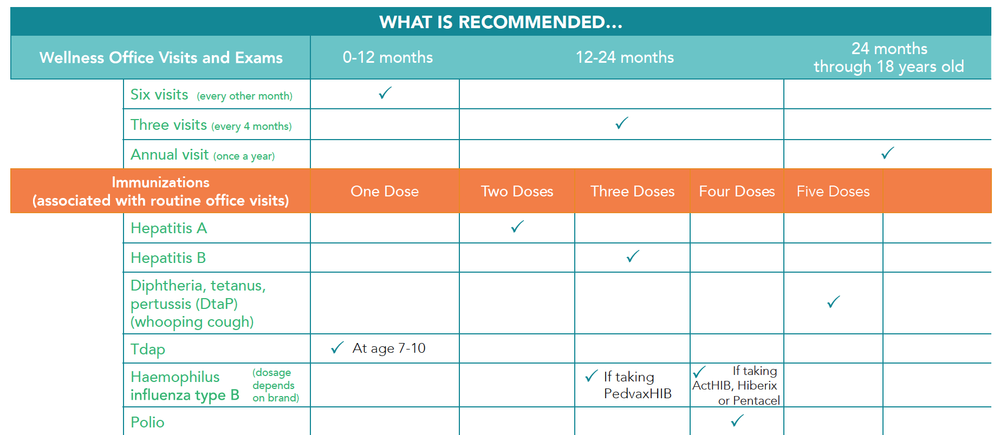 WHAT IS RECOMMENDED...
Wellness Office Visits and Exams
0-12 months
12-24 months
24 months
through 18 years old
Six visits (every other month)
✓
Three visits (every 4 months)
✓
Annual visit (once a year)
✓
Immunizations
(associated with routine office visits)
One Dose
Two Doses
Three Doses
Four Doses
Five Doses
Hepatitis A
✓
Hepatitis B
✓
Diphtheria, tetanus,
pertussis (DtaP)
(whooping cough)
✓
Tdap
✓ At age 7-10
Haemophilus
influenza type B
(dosage
depends
on brand)
✓ If taking
PedvaxHIB
✓ If taking
ActHIB, Hiberix
or Pentacel
Polio
✓